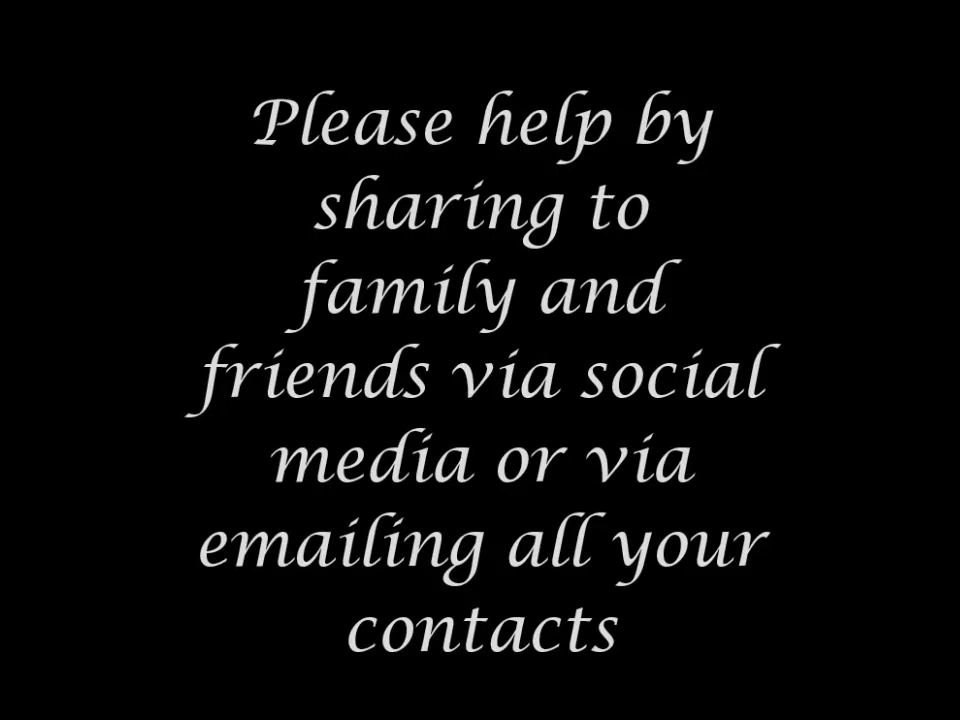 Please help by
sharing to
family and
friends via social
media or via
emailing all your
contacts